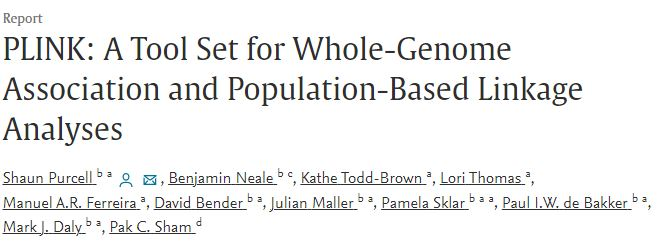 Report
PLINK: A Tool Set for Whole-Genome
Association and Population-Based Linkage
Analyses
Shaun Purcell b a , Benjamin Neale b c, Kathe Todd-Brown a, Lori Thomas a,
Manuel A.R. Ferreira a, David Bender b a, Julian Maller b a, Pamela Sklar b a a, Paul I.W. de Bakker b a,
Mark J. Daly b a, Pak C. Sham d